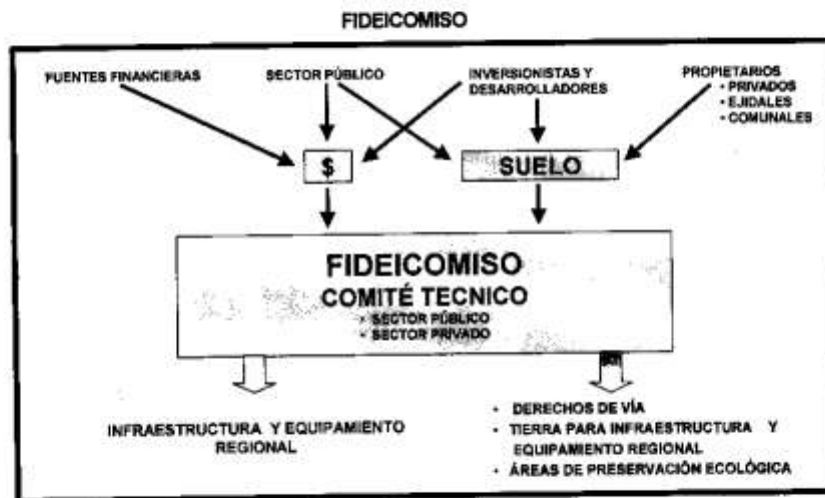 FIDEICOMISO
FUENTES FINANCIERAS
SECTOR PÚBLICO
INVERSIONISTAS Y
DESARROLLADORES
PROPIETARIOS
• PRIVADOS
• EJIDALES
• COMUNALES
$
SUELO
FIDEICOMISO
COMITÉ TECNICO
• SECTOR PÚBLICO
• SECTOR PRIVADO
INFRAESTRUCTURA Y EQUIPAMIENTO
REGIONAL
• DERECHOS DE VÍA
• TIERRA PARA INFRAESTRUCTURA Y
EQUIPAMIENTO REGIONAL
• ÁREAS DE PRESERVACIÓN ECOLÓGICA